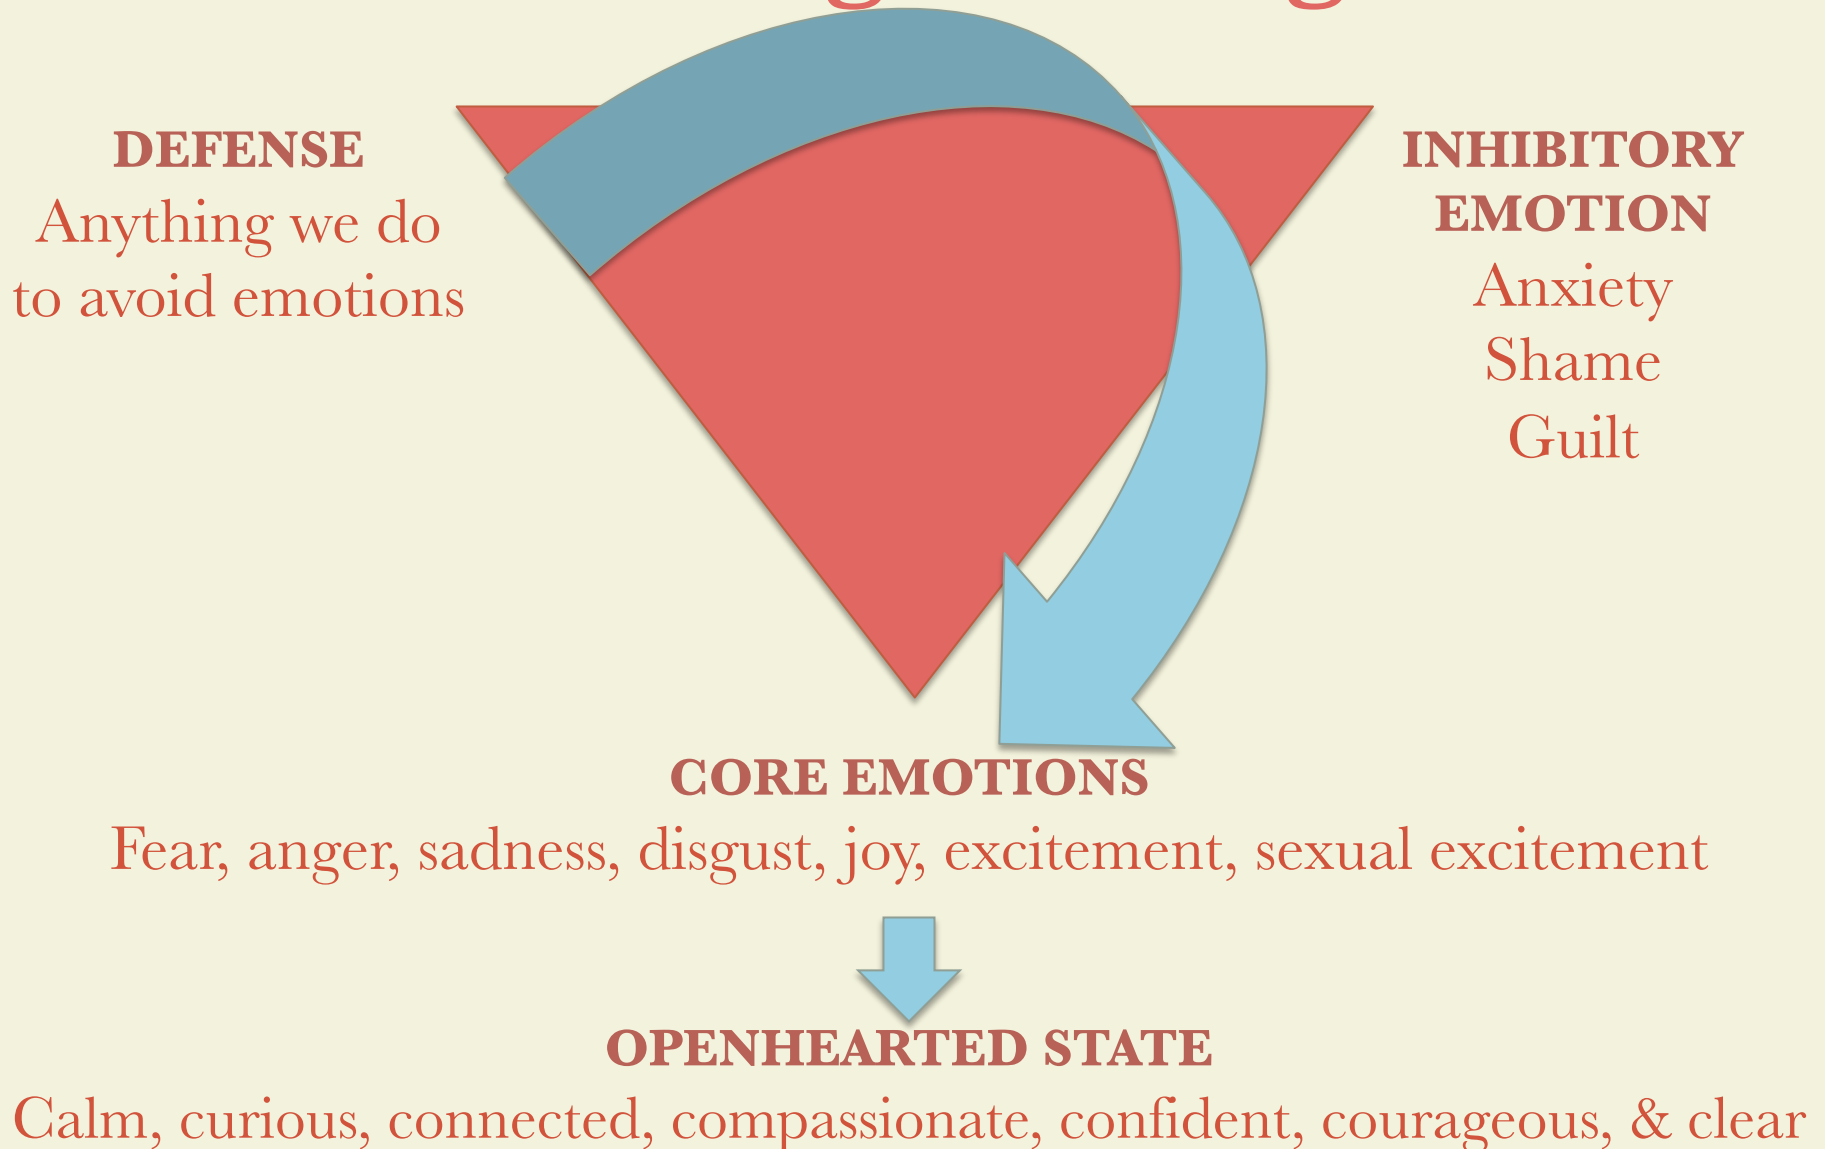 DEFENSE
Anything we do
to avoid emotions
INHIBITORY
EMOTION
Anxiety
Shame
Guilt
CORE EMOTIONS
Fear, anger, sadness, disgust, joy, excitement, sexual excitement
OPENHEARTED STATE
Calm, curious, connected, compassionate, confident, courageous, & clear